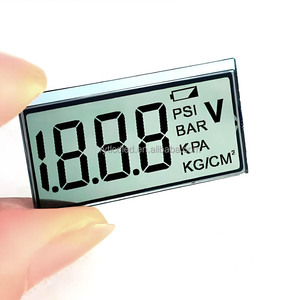 1.8.8.8
PSI
V
BAR
KPA
KG/CM²